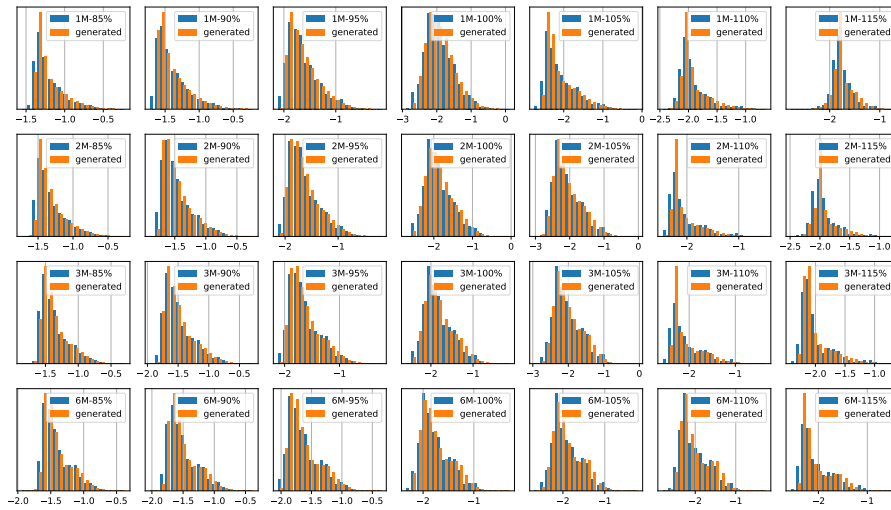 1M-85%
generated
1M-90%
generated
1M-95%
generated
1M-100%
generated
1M-105%
generated
1M-110%
generated
1M-115%
generated
−1.5 −1.0 −0.5
−1.5 −1.0 −0.5
−2 −1
−3 −2 −1 0
−2 −1 0
−2.5 −2.0 −1.5 −1.0
−2 −1
2M-85%
generated
2M-90%
generated
2M-95%
generated
2M-100%
generated
2M-105%
generated
2M-110%
generated
2M-115%
generated
−1.5 −1.0 −0.5
−1.5 −1.0 −0.5
−2 −1
−2 −1 0
−3 −2 −1 0
−2 −1
−2.5 −2.0 −1.5 −1.0
3M-85%
generated
3M-90%
generated
3M-95%
generated
3M-100%
generated
3M-105%
generated
3M-110%
generated
3M-115%
generated
−1.5 −1.0 −0.5
−2.0 −1.5 −1.0 −0.5
−2 −1
−2 −1
−3 −2 −1 0
−2 −1
−2.0 −1.5 −1.0
6M-85%
generated
6M-90%
generated
6M-95%
generated
6M-100%
generated
6M-105%
generated
6M-110%
generated
6M-115%
generated
−2.0 −1.5 −1.0 −0.5
−2.0 −1.5 −1.0 −0.5
−2.0 −1.5 −1.0 −0.5
−2 −1
−2 −1
−2 −1
−2 −1